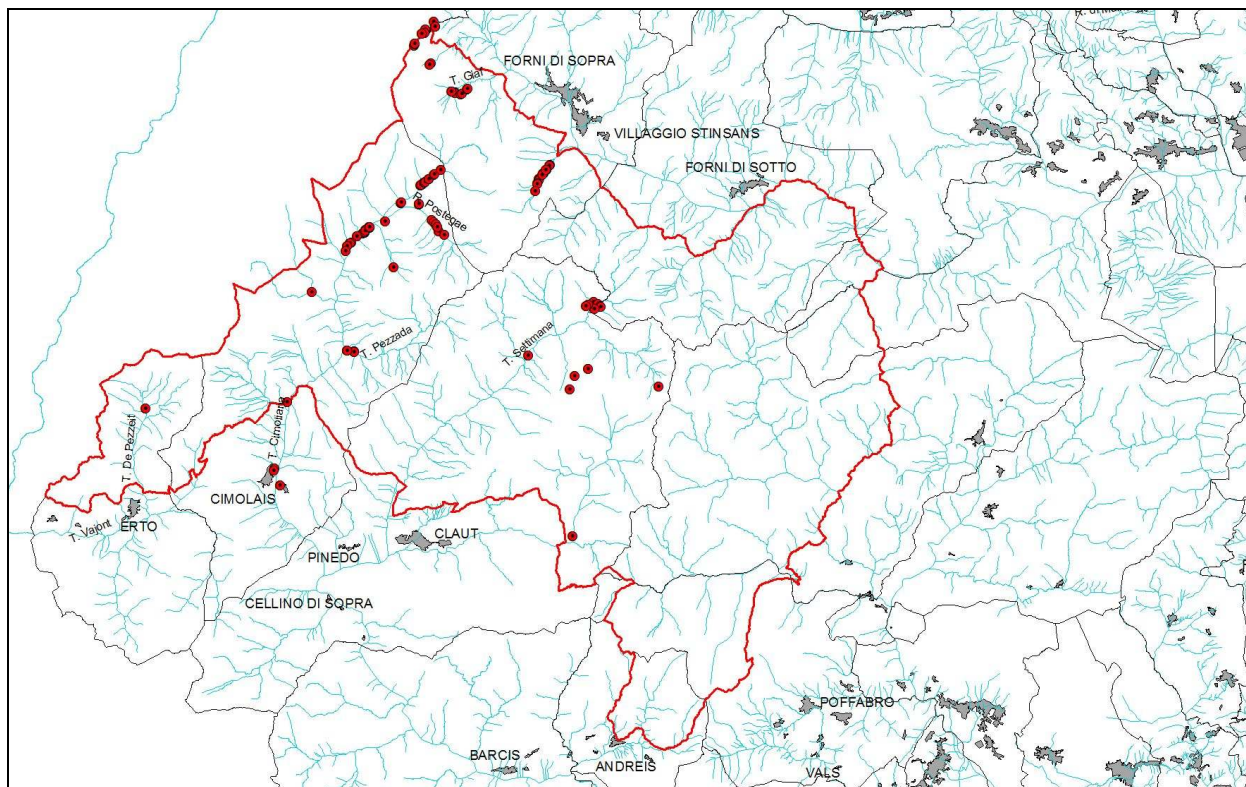 FORNI DI SOPRA
T. Giaf
VILLAGGIO STINSANS
FORNI DI SOTTO
R. Postegae
T. Settimana
T. Pezzada
T. Cimoliana
T. De Pezzeit
CIMOLAIS
T. Vajont
ERTO
CLAUT
PINEDO
CELLINO DI SOPRA
POFFABRO
BARCIS
ANDREIS
VALS